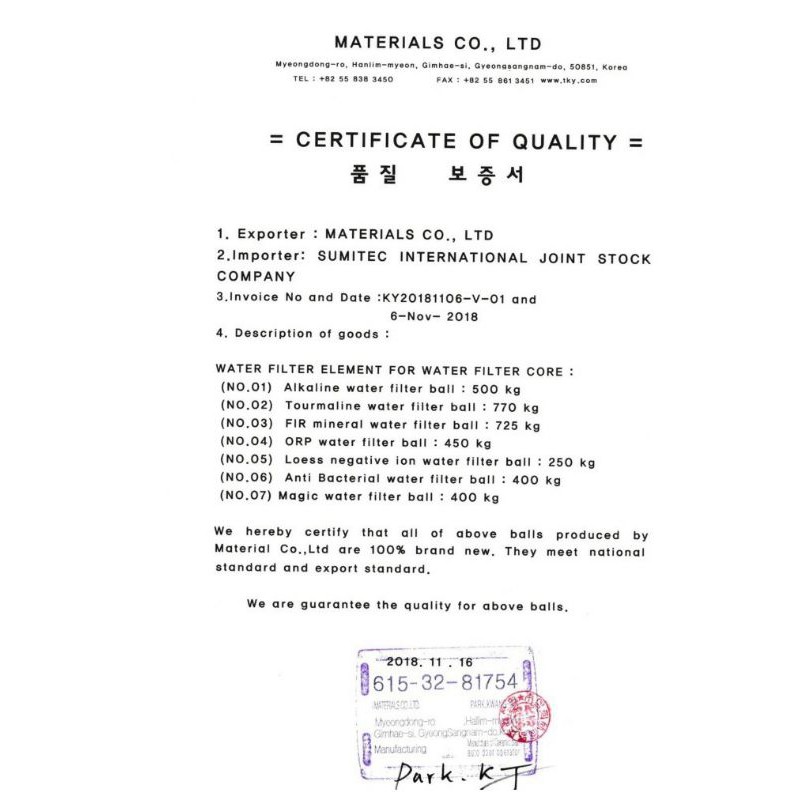 MATERIALS CO., LTD
Myeongdong-ro, Hanlim-myeon, Gimhae-si, Gyeongsangnam-do, 50851, Korea
TEL : +82 55 838 3450 FAX : +82 55 861 3451 www.tky.com
= CERTIFICATE OF QUALITY =
품 질 보 증 서
1. Exporter : MATERIALS CO., LTD
2.Importer: SUMITEC INTERNATIONAL JOINT STOCK
COMPANY
3.Invoice No and Date :KY20181106-V-01 and
6-Nov- 2018
4. Description of goods :
WATER FILTER ELEMENT FOR WATER FILTER CORE :
(NO.01) Alkaline water filter ball : 500 kg
(NO.02) Tourmaline water filter ball : 770 kg
(NO.03) FIR mineral water filter ball : 725 kg
(NO.04) ORP water filter ball : 450 kg
(NO.05) Loess negative ion water filter ball : 250 kg
(NO.06) Anti Bacterial water filter ball : 400 kg
(NO.07) Magic water filter ball : 400 kg
We hereby certify that all of above balls produced by
Material Co.,Ltd are 100% brand new. They meet national
standard and export standard.
We are guarantee the quality for above balls.
2018. 11 . 16
615-32-81754
MATERIALS CO.LTD.
Myeongdong-ro
Gimhae-si, GyeongSangnam-do.
Manufacturing
Park. KJ